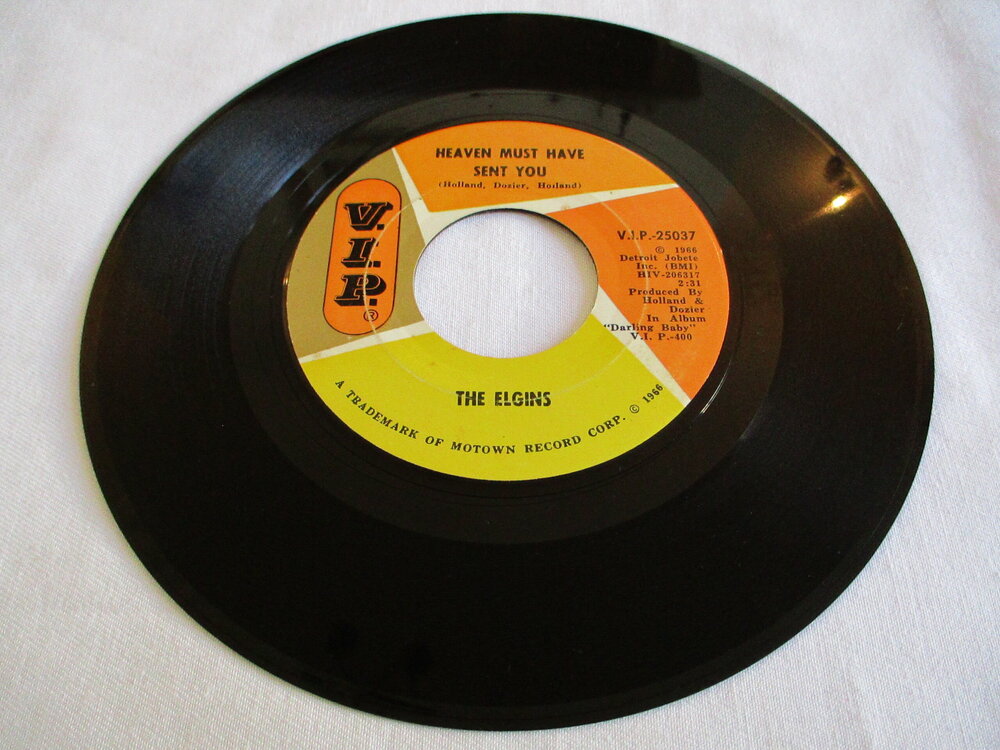 HEAVEN MUST HAVE
SENT YOU
(Holland, Dozier, Holland)
V.I.P.®
V.I.P.-25037
© 1966
Detroit Jobete
Inc. (BMI)
HIV-206317
2:31
Produced By
Holland &
Dozier
In Album
"Darling Baby"
V.I. P.-400
THE ELGINS
A TRADEMARK OF MOTOWN RECORD CORP. © 1966